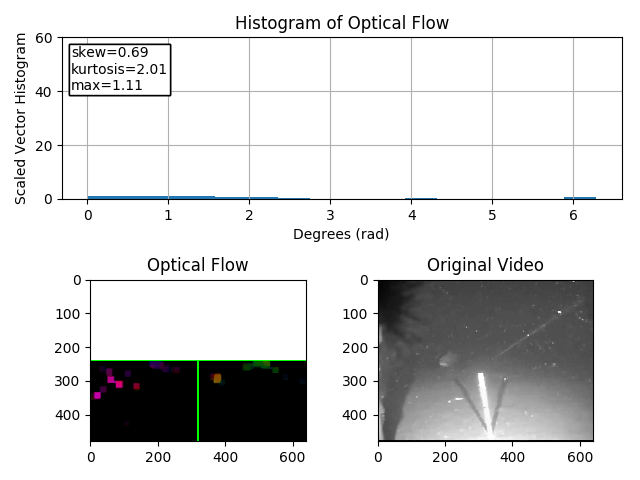 Histogram of Optical Flow
Scaled Vector Histogram
60
40
20
0
skew=0.69
kurtosis=2.01
max=1.11
0 1 2 3 4 5 6
Degrees (rad)
Optical Flow
0
100
200
300
400
0 200 400 600
Original Video
0
100
200
300
400
0 200 400 600